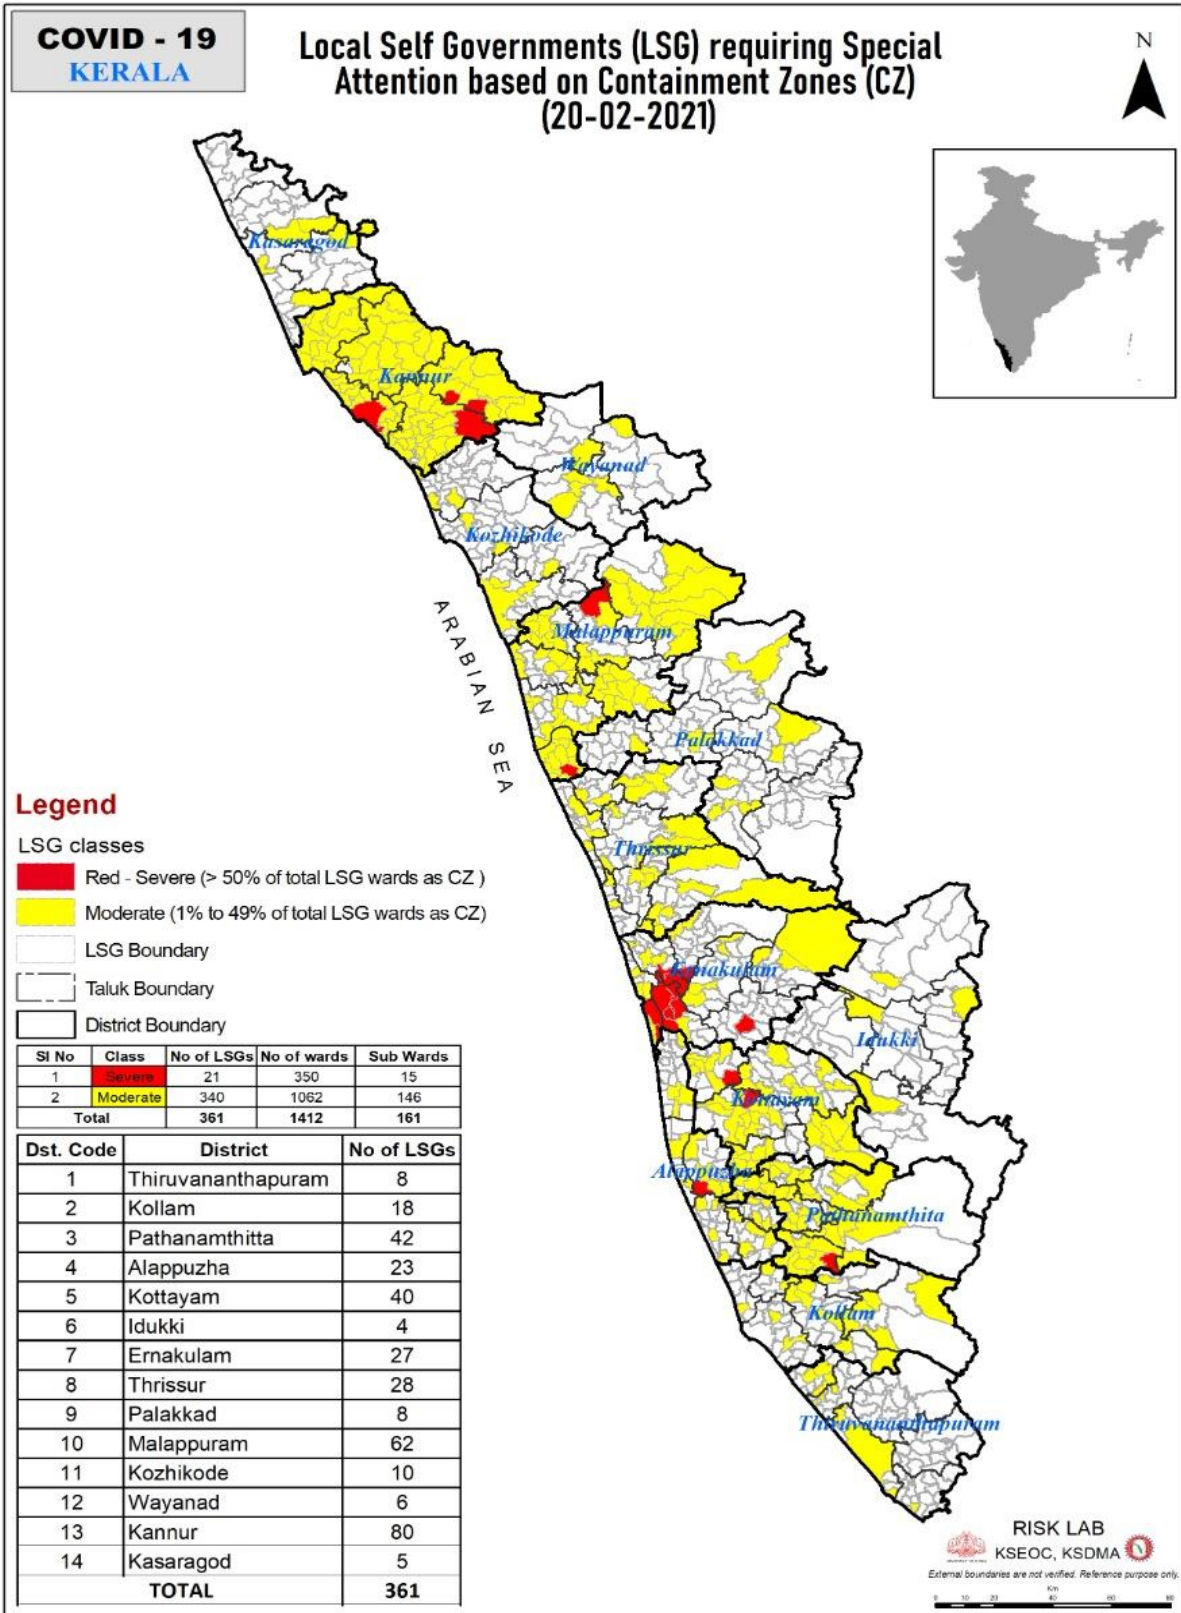 COVID - 19
KERALA
Local Self Governments (LSG) requiring Special
Attention based on Containment Zones (CZ)
(20-02-2021)
N
Kasaragod
Kannur
Wayanad
Kozhikode
Malappuram
ARABIAN SEA
Palakkad
Thrissur
Ernakulam
Idukki
Kottayam
Alappuzha
Pathanamthita
Kollam
Thiruvananthapuram
Legend
LSG classes
Red - Severe (> 50% of total LSG wards as CZ )
Moderate (1% to 49% of total LSG wards as CZ)
LSG Boundary
Taluk Boundary
District Boundary
Sl No Class No of LSGs No of wards Sub Wards
1 Severe 21 350 15
2 Moderate 340 1062 146
Total 361 1412 161
Dst. Code District No of LSGs
1 Thiruvananthapuram 8
2 Kollam 18
3 Pathanamthitta 42
4 Alappuzha 23
5 Kottayam 40
6 Idukki 4
7 Ernakulam 27
8 Thrissur 28
9 Palakkad 8
10 Malappuram 62
11 Kozhikode 10
12 Wayanad 6
13 Kannur 80
14 Kasaragod 5
TOTAL 361
RISK LAB
KSEOC, KSDMA
External boundaries are not verified. Reference purpose only.
Km
0 10 20 40 60 80